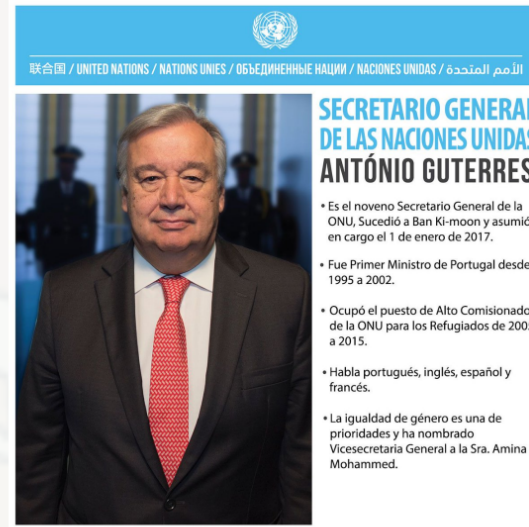 联合国 / UNITED NATIONS / NATIONS UNIES / ОБЪЕДИНЕННЫЕ НАЦИИ / NACIONES UNIDAS / الأمم المتحدة
SECRETARIO GENERAL
DE LAS NACIONES UNIDAS
ANTÓNIO GUTERRES
• Es el noveno Secretario General de la
ONU, Sucedió a Ban Ki-moon y asumió
en cargo el 1 de enero de 2017.
• Fue Primer Ministro de Portugal desde
1995 a 2002.
• Ocupó el puesto de Alto Comisionado
de la ONU para los Refugiados de
a 2015.
• Habla portugués, inglés, español y
francés.
• La igualdad de género es una de
prioridades y ha nombrado
Vicesecretaria General a la Sra. Amina
Mohammed.